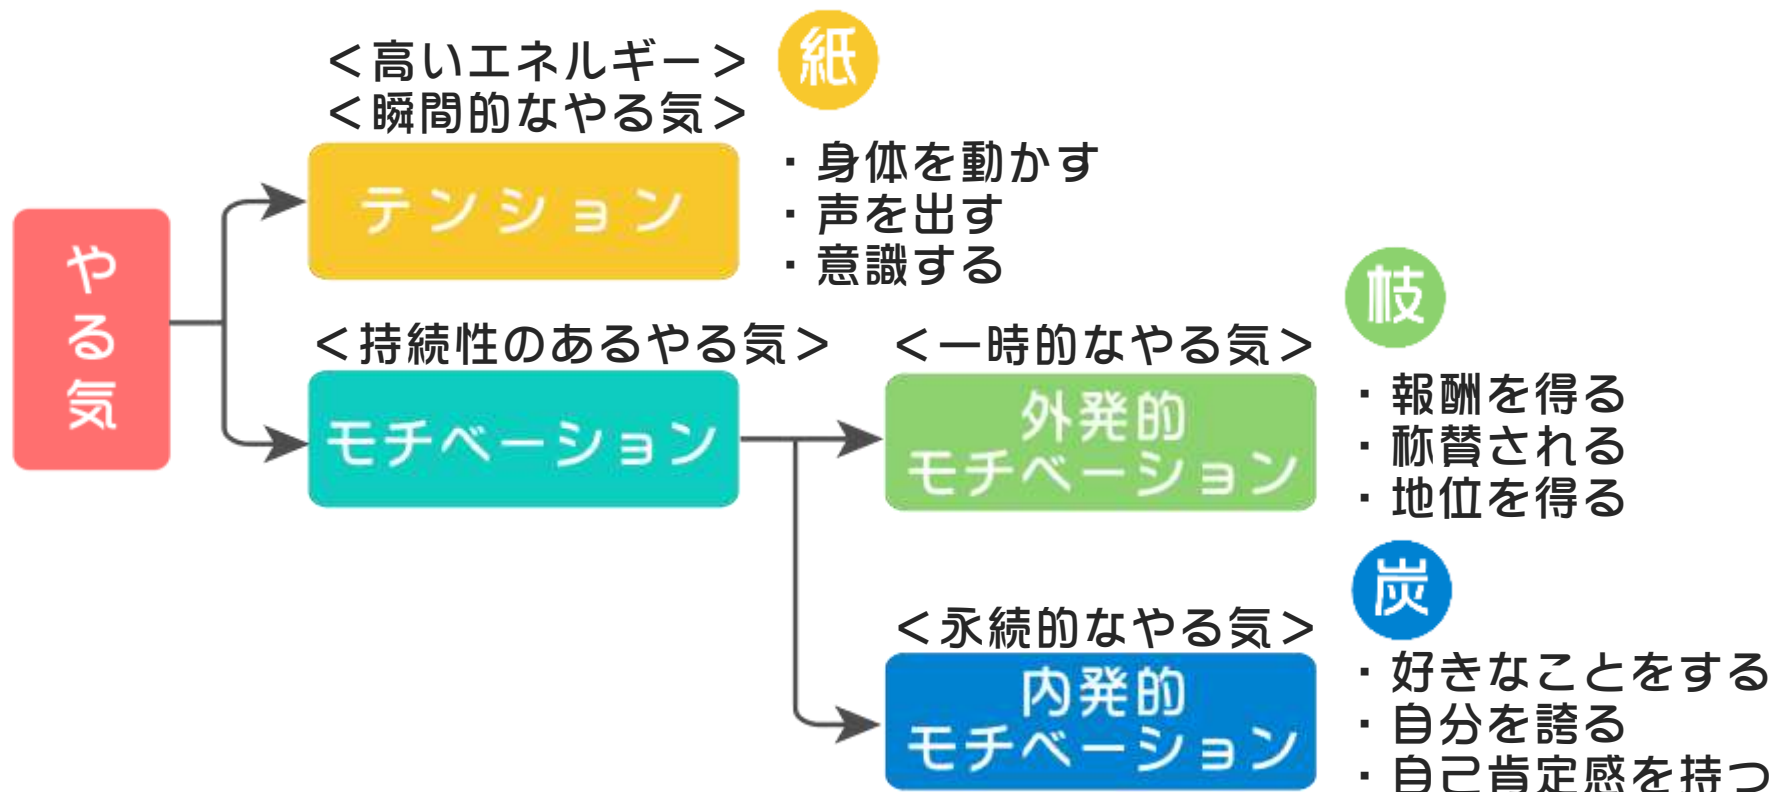 やる気
<高いエネルギー>
<瞬間的なやる気>
テンション
紙
・身体を動かす
・声を出す
・意識する
<持続性のあるやる気>
モチベーション
<一時的なやる気>
外発的
モチベーション
枝
・報酬を得る
・称賛される
・地位を得る
<永続的なやる気>
内発的
モチベーション
炭
・好きなことをする
・自分を誇る
・自己肯定感を持つ